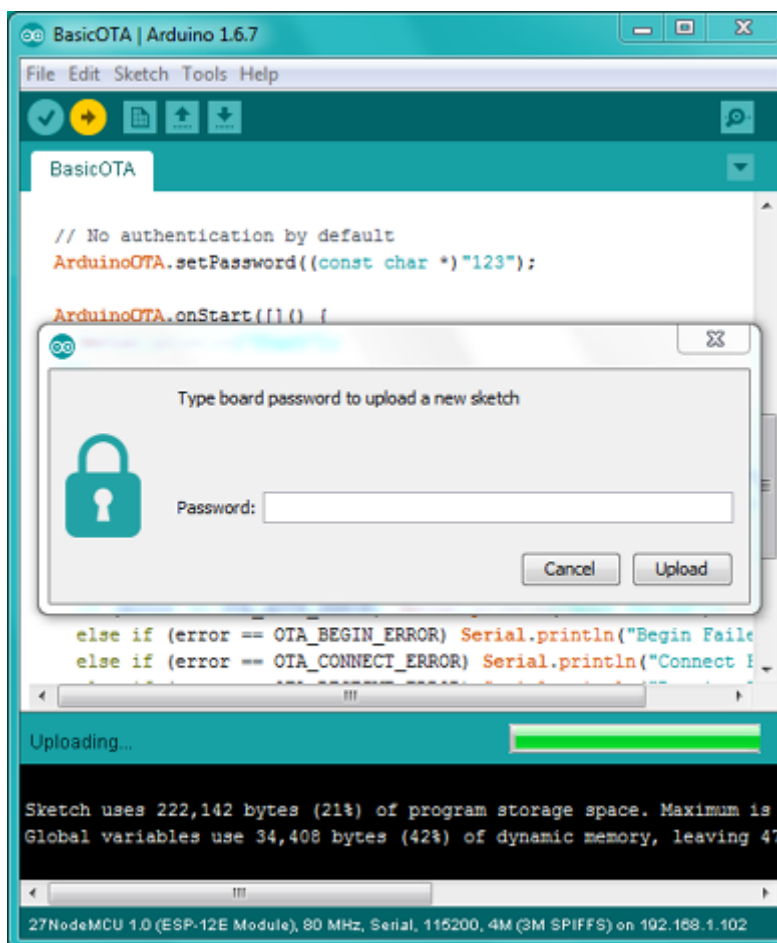 BasicOTA | Arduino 1.6.7
File Edit Sketch Tools Help
BasicOTA
// No authentication by default
ArduinoOTA.setPassword((const char *)"123");
ArduinoOTA.onStart([]() {
Type board password to upload a new sketch
Password:
Cancel Upload
else if (error == OTA_BEGIN_ERROR) Serial.println("Begin Faile
else if (error == OTA_CONNECT_ERROR) Serial.println("Connect
Uploading...
Sketch uses 222,142 bytes (21%) of program storage space. Maximum is
Global variables use 34,408 bytes (42%) of dynamic memory, leaving 47
27NodeMCU 1.0 (ESP-12E Module), 80 MHz, Serial, 115200, 4M (3M SPIFFS) on 192.168.1.102